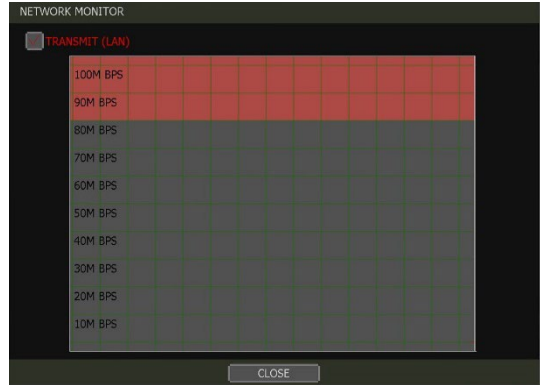 NETWORK MONITOR
TRANSMIT (LAN)
100M BPS
90M BPS
80M BPS
70M BPS
60M BPS
50M BPS
40M BPS
30M BPS
20M BPS
10M BPS
CLOSE